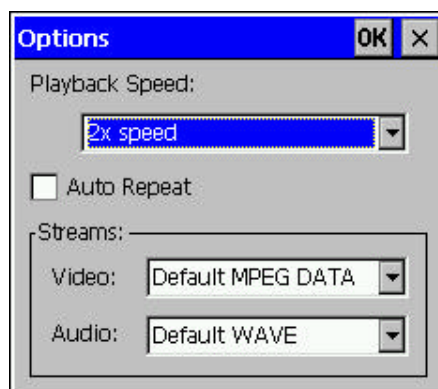 Options OK ×
Playback Speed:
2x speed
Auto Repeat
Streams:
Video: Default MPEG DATA
Audio: Default WAVE